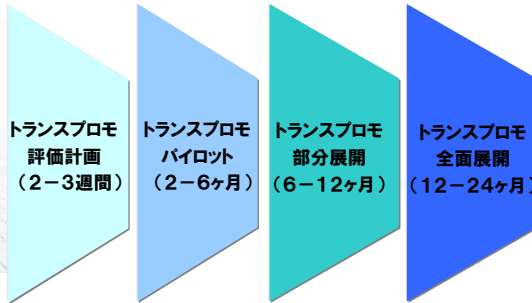 トランスプロモ
評価計画
（２－３週間）
トランスプロモ
パイロット
（２－６ヶ月）
トランスプロモ
部分展開
（６－１２ヶ月）
トランスプロモ
全面展開
（１２－２４ヶ月）